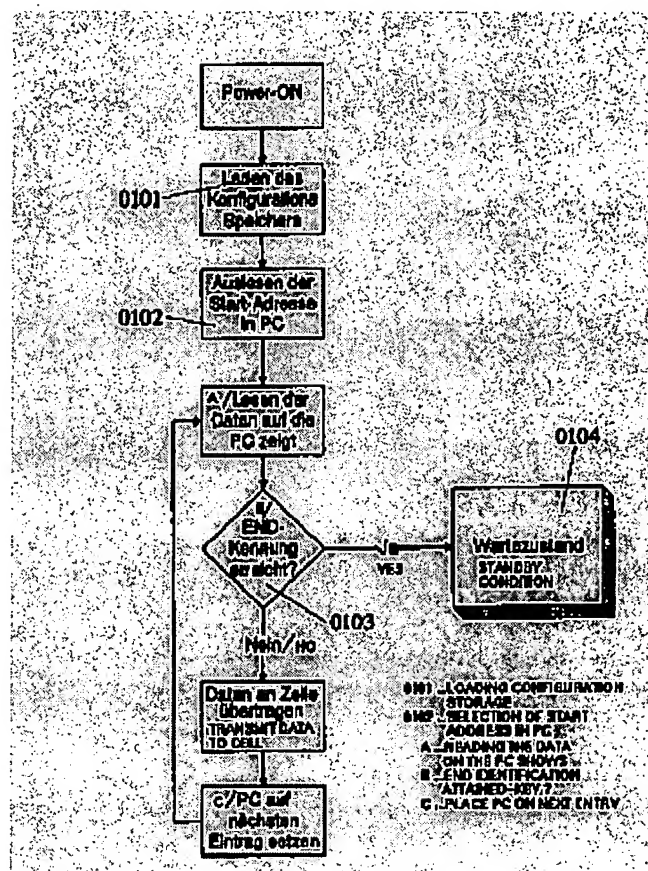 Power-ON
0101
Laden des
Konfigurations
Speichers
0102
Auslesen der
Start-Adresse
in PC
A/Lesen der
Daten auf die
PC zeigt
B/
END-
Kennung
erreicht?
0103
Ja
YES
0104
Wartezustand
STANDBY
CONDITION
Nein/NO
Daten an Zelle
übertragen
TRANSMIT DATA
TO CELL
C/PC auf
nächsten
Eintrag setzen
0101 ...LOADING CONFIGURATION
STORAGE
0102 ...SELECTION OF START
ADDRESS IN PC
A ...READING THE DATA
ON THE PC SHOWS
B ...END IDENTIFICATION
ATTAINED-KEY?
C ...PLACE PC ON NEXT ENTRY